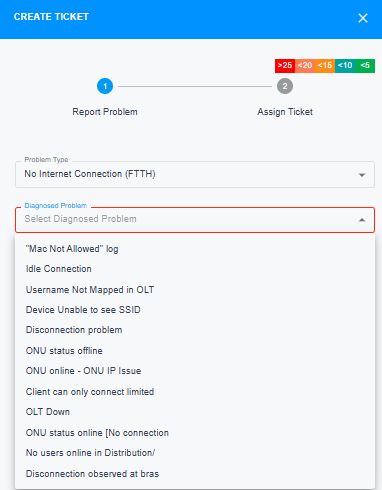 CREATE TICKET
>25 <20 <15 <10 <5
1 2
Report Problem Assign Ticket
Problem Type
No Internet Connection (FTTH)
Diagnosed Problem
Select Diagnosed Problem
"Mac Not Allowed" log
Idle Connection
Username Not Mapped in OLT
Device Unable to see SSID
Disconnection problem
ONU status offline
ONU online - ONU IP Issue
Client can only connect limited
OLT Down
ONU status online [No connection
No users online in Distribution/
Disconnection observed at bras